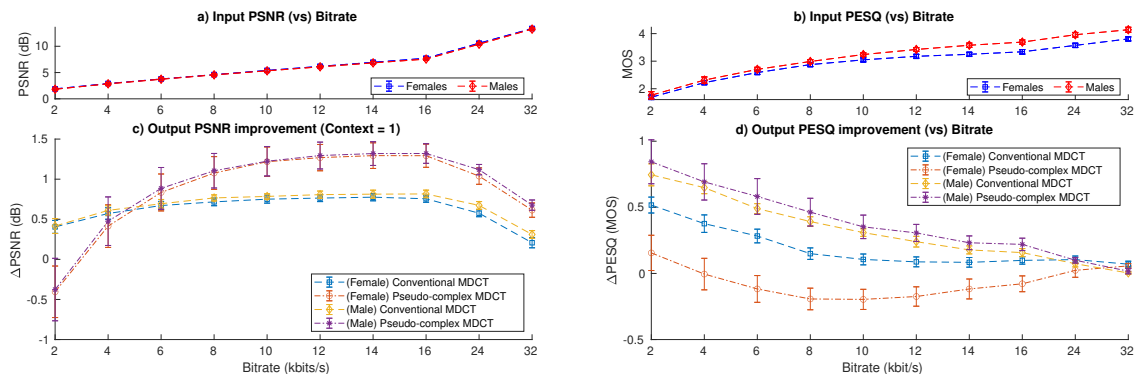 a) Input PSNR (vs) Bitrate
PSNR (dB)
10
5
0
Females
Males
2
4
6
8
10
12
14
16
24
32
b) Input PESQ (vs) Bitrate
MOS
4
3
2
Females
Males
2
4
6
8
10
12
14
16
24
32
c) Output PSNR improvement (Context = 1)
ΔPSNR (dB)
1.5
1
0.5
0
-0.5
-1
(Female) Conventional MDCT
(Female) Pseudo-complex MDCT
(Male) Conventional MDCT
(Male) Pseudo-complex MDCT
2
4
6
8
10
12
14
16
24
32
Bitrate (kbits/s)
d) Output PESQ improvement (vs) Bitrate
ΔPESQ (MOS)
1
0.5
0
-0.5
(Female) Conventional MDCT
(Female) Pseudo-complex MDCT
(Male) Conventional MDCT
(Male) Pseudo-complex MDCT
2
4
6
8
10
12
14
16
24
32
Bitrate (kbit/s)